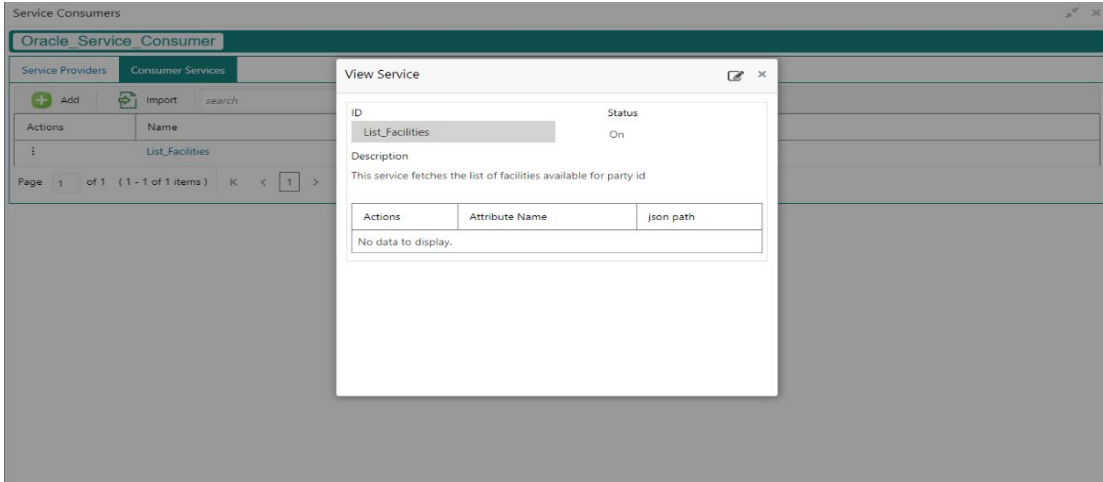 Service Consumers
Oracle_Service_Consumer
Service Providers Consumer Services
Add Import search
Actions Name
List_Facilities
Page 1 of 1 (1 - 1 of 1 items) K < 1 >
View Service
ID Status
List_Facilities On
Description
This service fetches the list of facilities available for party id
Actions Attribute Name json path
No data to display.